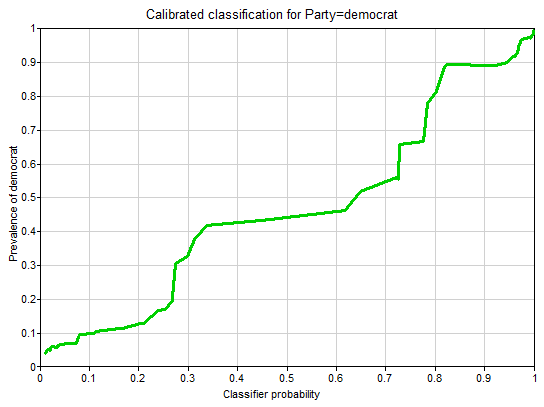 Calibrated classification for Party=democrat
1
0.9
0.8
0.7
0.6
0.5
0.4
0.3
0.2
0.1
0
Prevalence of democrat
0 0.1 0.2 0.3 0.4 0.5 0.6 0.7 0.8 0.9 1
Classifier probability